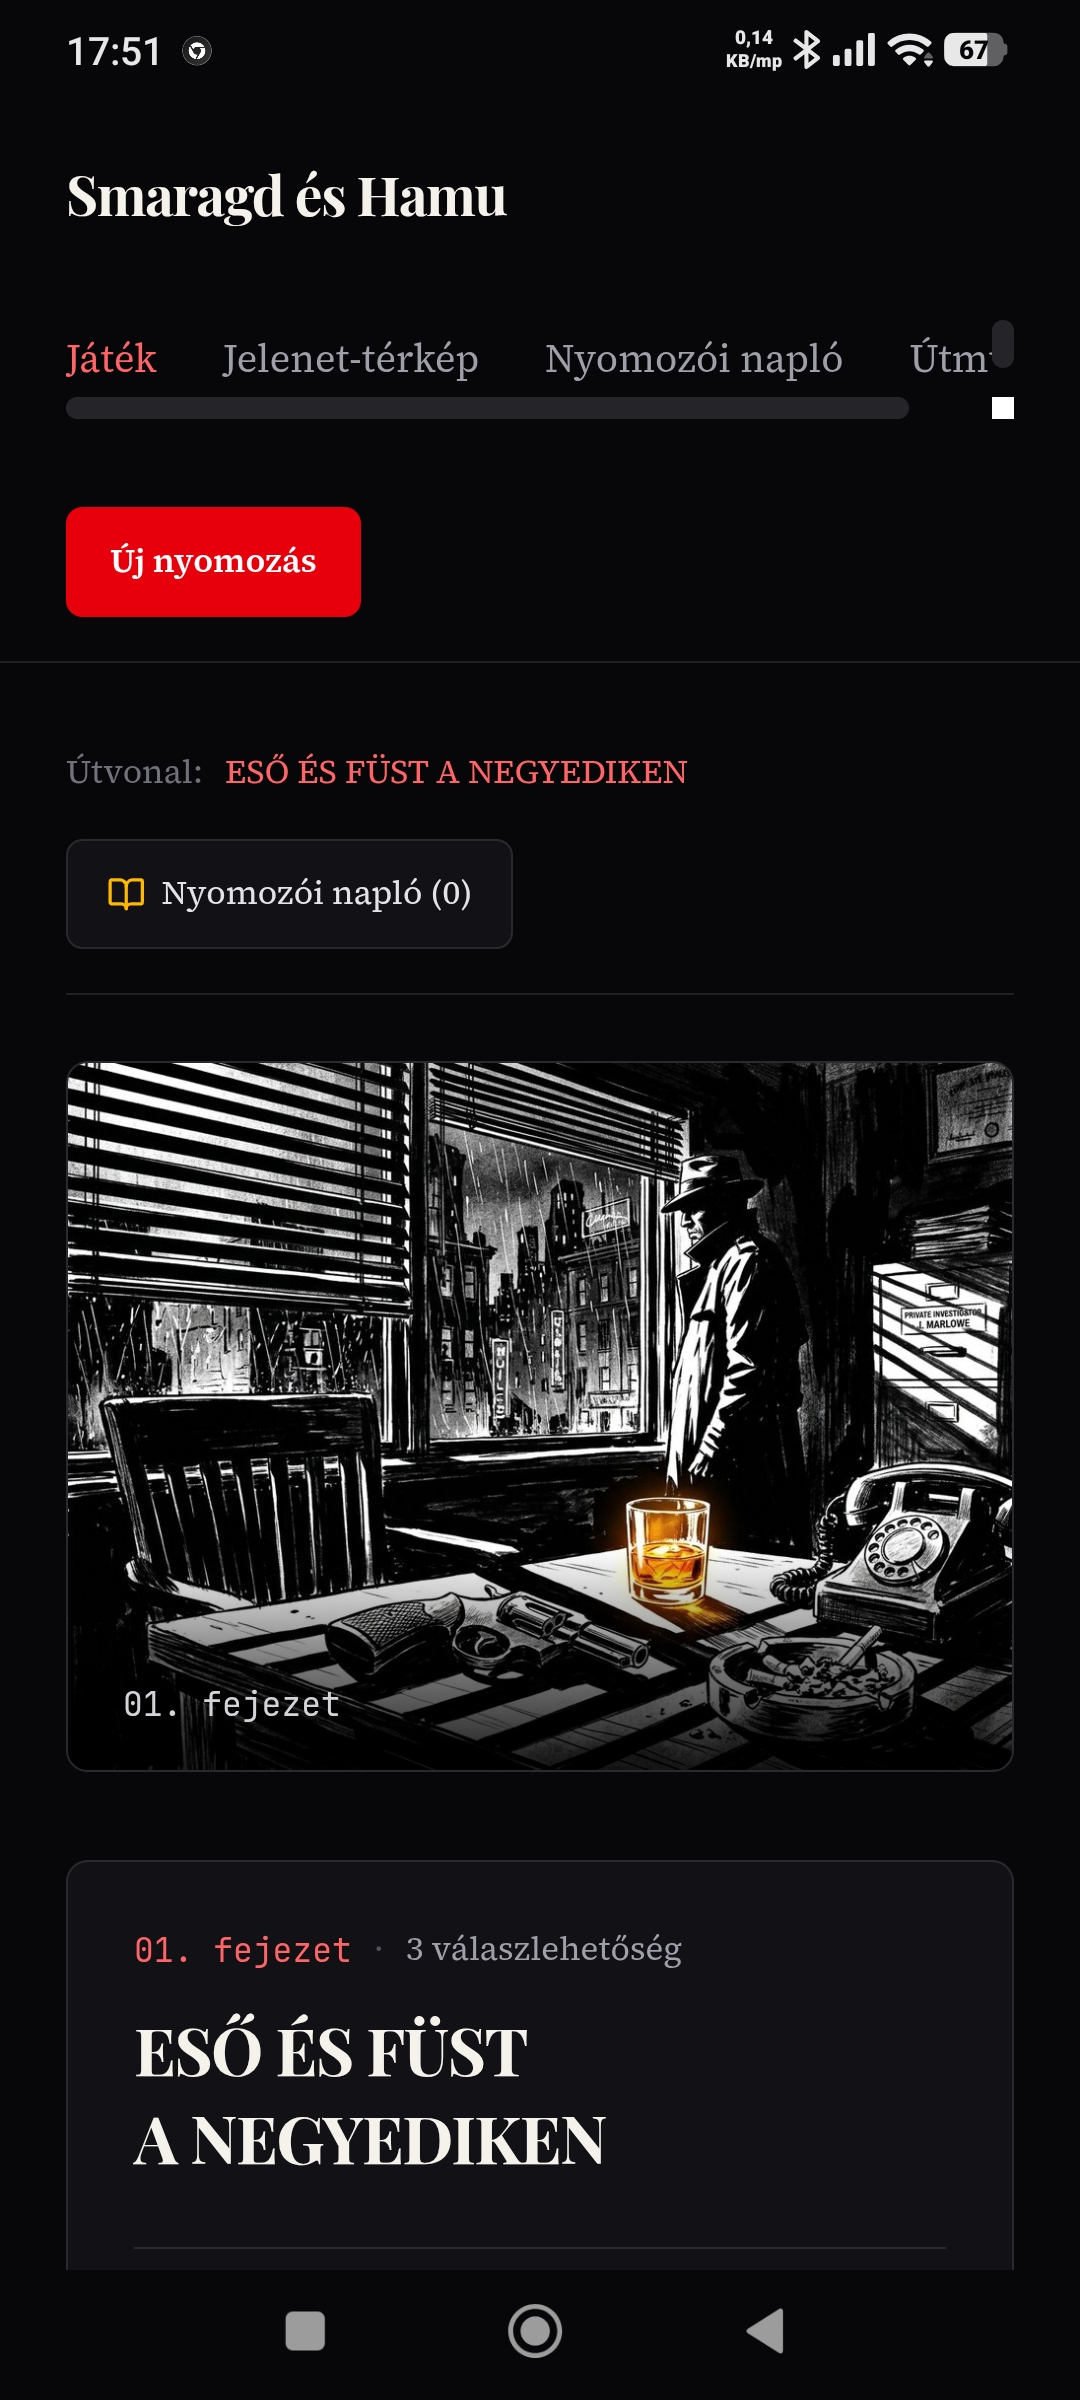 17:51
0,14
KB/mp
67
Smaragd és Hamu
Játék Jelenet-térkép Nyomozói napló Útm
Új nyomozás
Útvonal: ESŐ ÉS FÜST A NEGYEDIKEN
Nyomozói napló (0)
PRIVATE INVESTIGATOR
J. MARLOWE
01. fejezet
01. fejezet · 3 válaszlehetőség
ESŐ ÉS FÜST
A NEGYEDIKEN